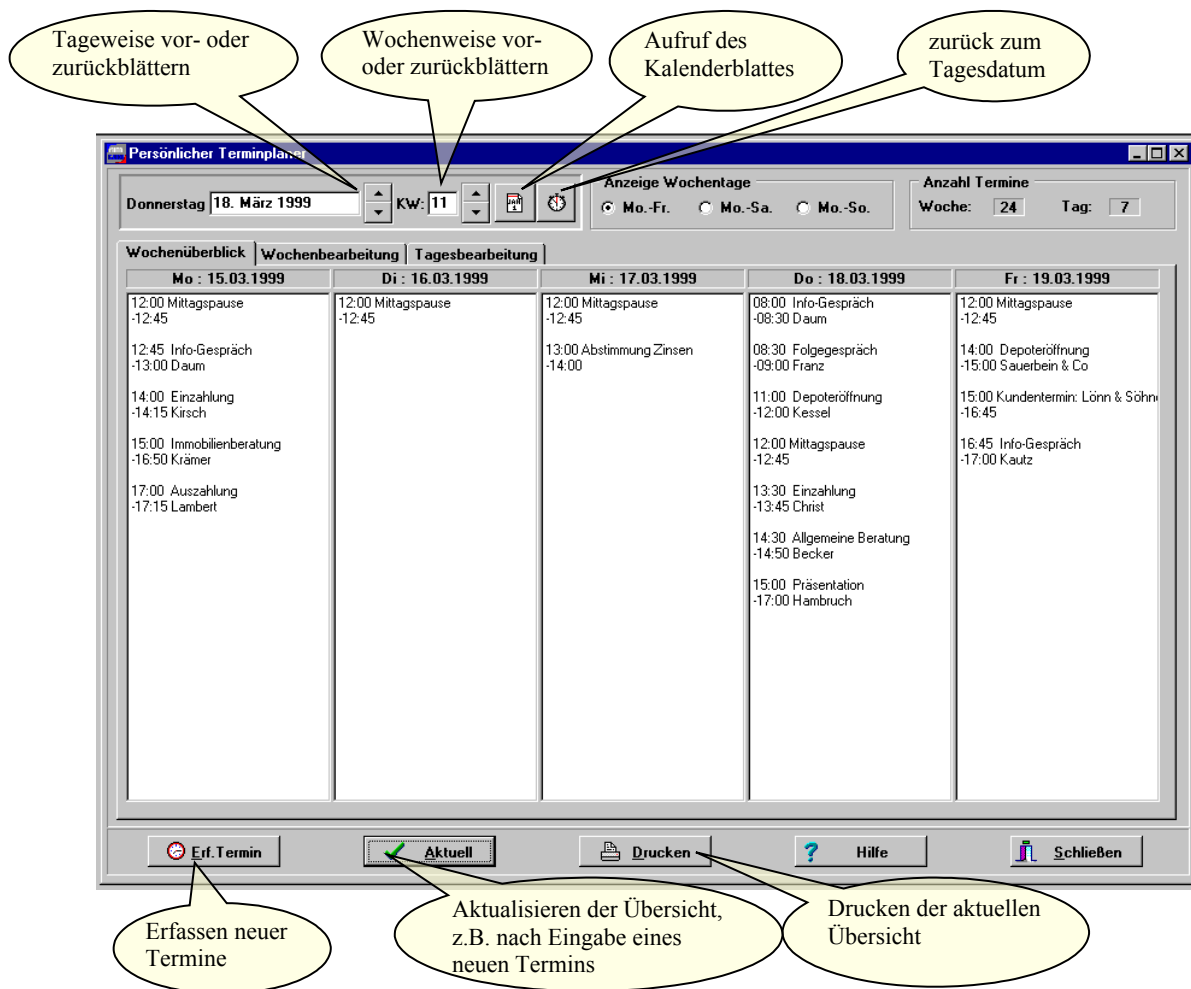 Tageweise vor- oder
zurückblättern
Wochenweise vor-
oder zurückblättern
Aufruf des
Kalenderblattes
zurück zum
Tagesdatum
Persönlicher Terminplaner
Donnerstag 18. März 1999 KW: 11
Anzeige Wochentage
Mo.-Fr. Mo.-Sa. Mo.-So.
Anzahl Termine
Woche: 24 Tag: 7
Wochenüberblick Wochenbearbeitung Tagesbearbeitung
Mo : 15.03.1999
12:00 Mittagspause
-12:45
12:45 Info-Gespräch
-13:00 Daum
14:00 Einzahlung
-14:15 Kirsch
15:00 Immobilienberatung
-16:50 Krämer
17:00 Auszahlung
-17:15 Lambert
Di : 16.03.1999
12:00 Mittagspause
-12:45
Mi : 17.03.1999
12:00 Mittagspause
-12:45
13:00 Abstimmung Zinsen
-14:00
Do : 18.03.1999
08:00 Info-Gespräch
-08:30 Daum
08:30 Folgegespräch
-09:00 Franz
11:00 Depoteröffnung
-12:00 Kessel
12:00 Mittagspause
-12:45
13:30 Einzahlung
-13:45 Christ
14:30 Allgemeine Beratung
-14:50 Becker
15:00 Präsentation
-17:00 Hambruch
Fr : 19.03.1999
12:00 Mittagspause
-12:45
14:00 Depoteröffnung
-15:00 Sauerbein & Co
15:00 Kundentermin: Lönn & Söhn
-16:45
16:45 Info-Gespräch
-17:00 Kautz
Erf.Termin
Aktuell
Drucken
Hilfe
Schließen
Erfassen neuer
Termine
Aktualisieren der Übersicht,
z.B. nach Eingabe eines
neuen Termins
Drucken der aktuellen
Übersicht